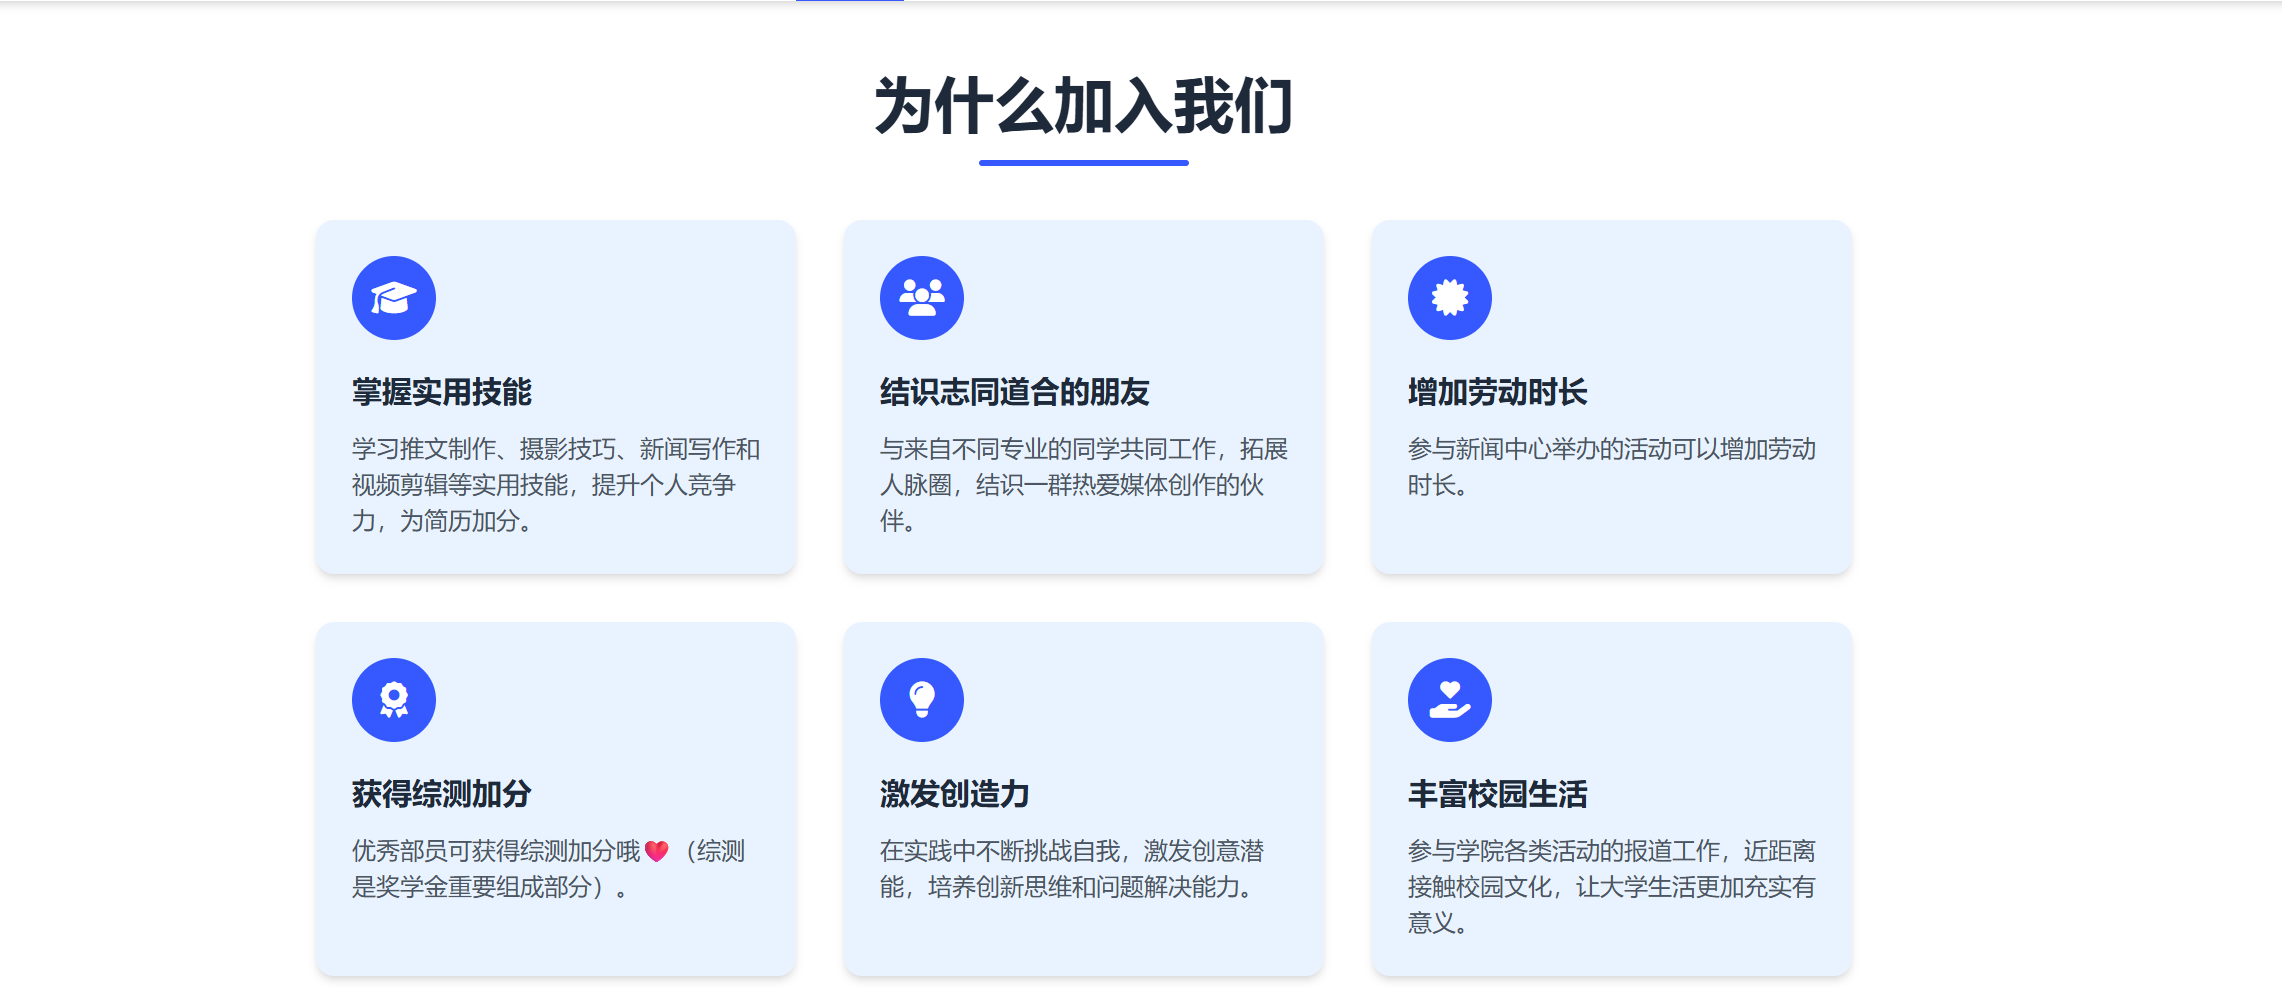 为什么加入我们
掌握实用技能
学习推文制作、摄影技巧、新闻写作和
视频剪辑等实用技能，提升个人竞争
力，为简历加分。
结识志同道合的朋友
与来自不同专业的同学共同工作，拓展
人脉圈，结识一群热爱媒体创作的伙
伴。
增加劳动时长
参与新闻中心举办的活动可以增加劳动
时长。
获得综测加分
优秀部员可获得综测加分哦❤️（综测
是奖学金重要组成部分）。
激发创造力
在实践中不断挑战自我，激发创意潜
能，培养创新思维和问题解决能力。
丰富校园生活
参与学院各类活动的报道工作，近距离
接触校园文化，让大学生活更加充实有
意义。